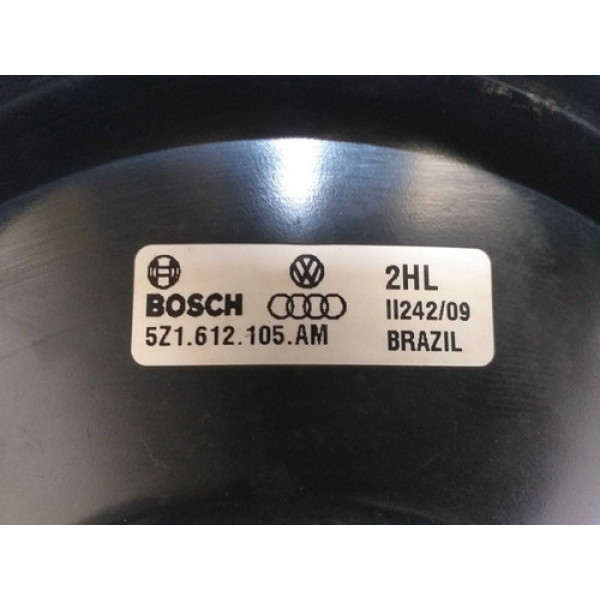 BOSCH
5Z1.612.105.AM
2HL
II242/09
BRAZIL